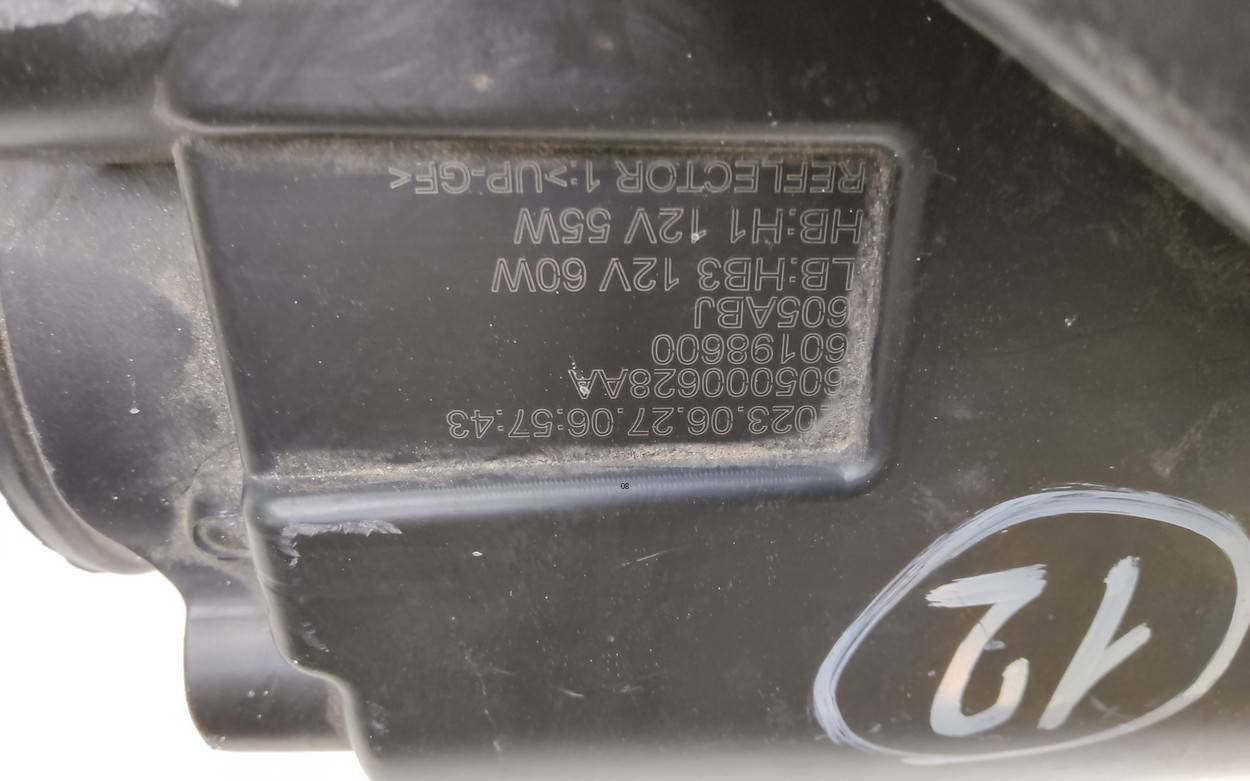 12
023.06.27.06:57:43
605000628AA
60198600
605ABJ
LB:HB3 12V 60W
HB:H1 12V 55W
REFLECTOR 1:>UP-GF<